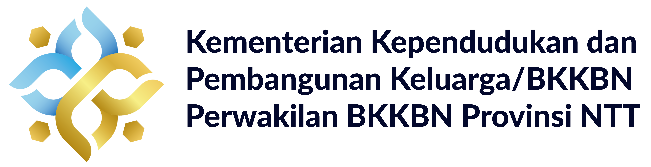 Kementerian Kependudukan dan
Pembangunan Keluarga/BKKBN
Perwakilan BKKBN Provinsi NTT